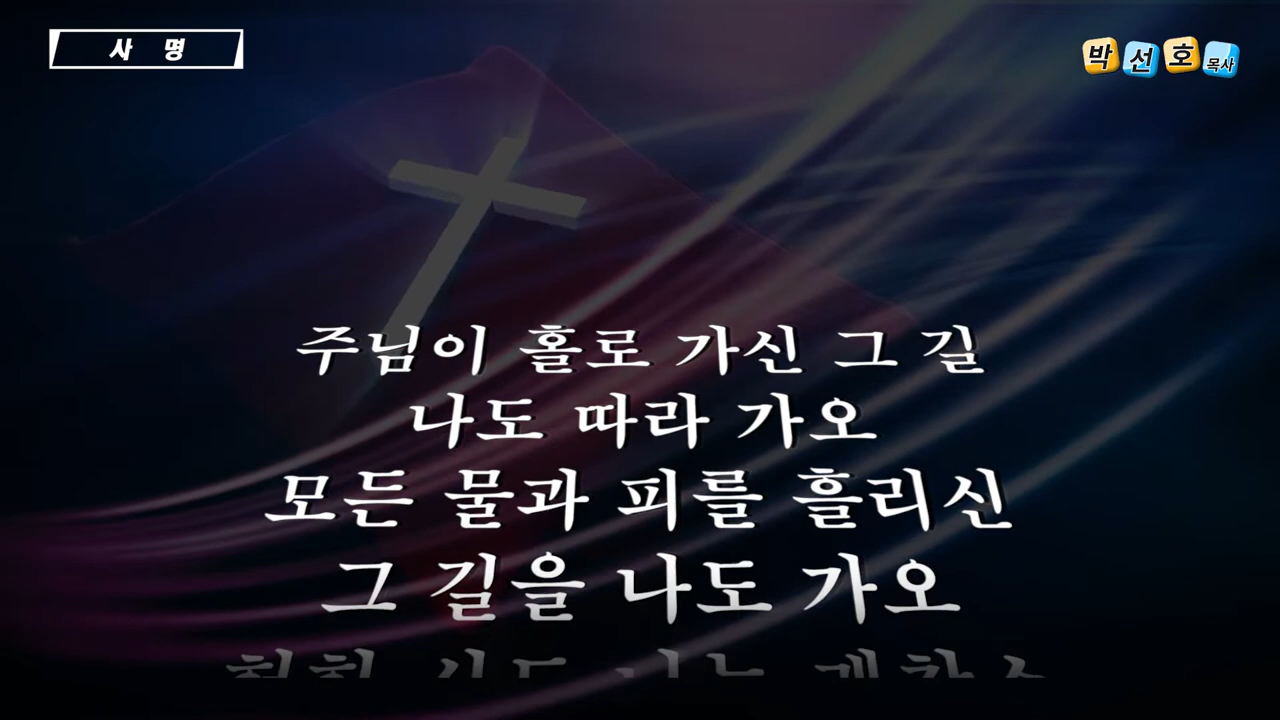 사 명
박선호 목사
주님이 홀로 가신 그 길
나도 따라 가오
모든 물과 피를 흘리신
그 길을 나도 가오